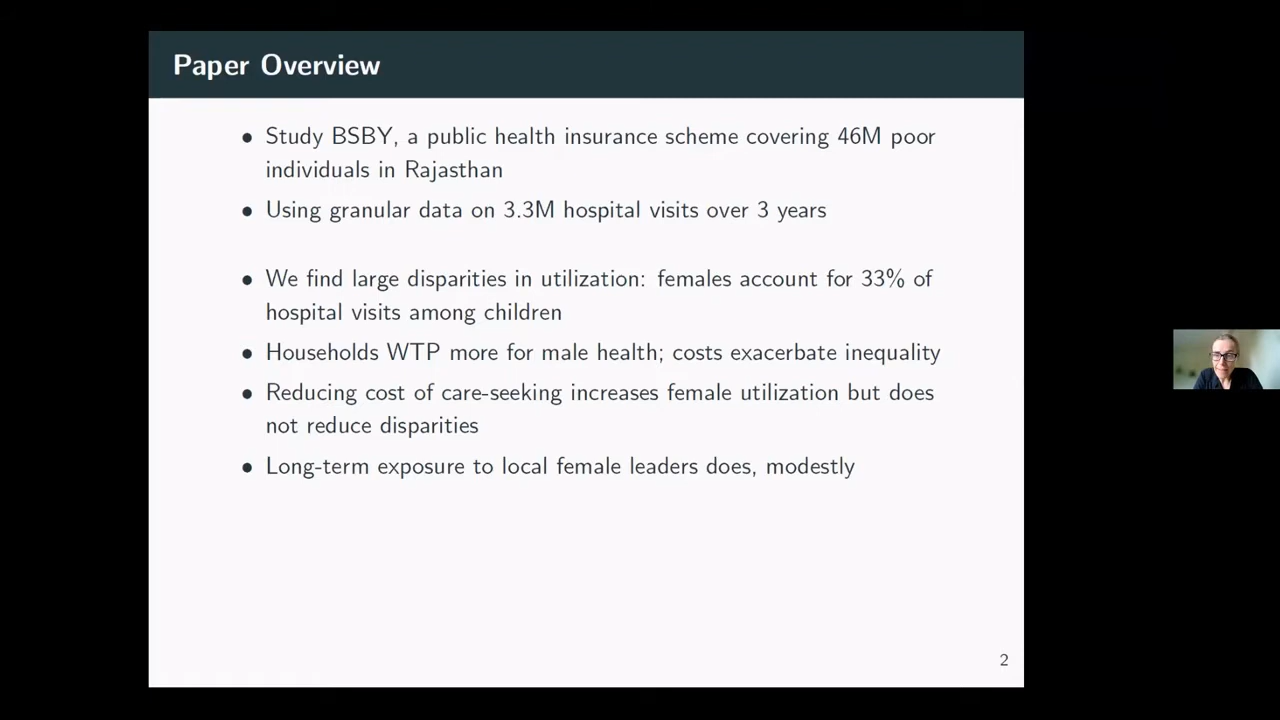 Paper Overview
• Study BSBY, a public health insurance scheme covering 46M poor
individuals in Rajasthan
• Using granular data on 3.3M hospital visits over 3 years
• We find large disparities in utilization: females account for 33% of
hospital visits among children
• Households WTP more for male health; costs exacerbate inequality
• Reducing cost of care-seeking increases female utilization but does
not reduce disparities
• Long-term exposure to local female leaders does, modestly
2